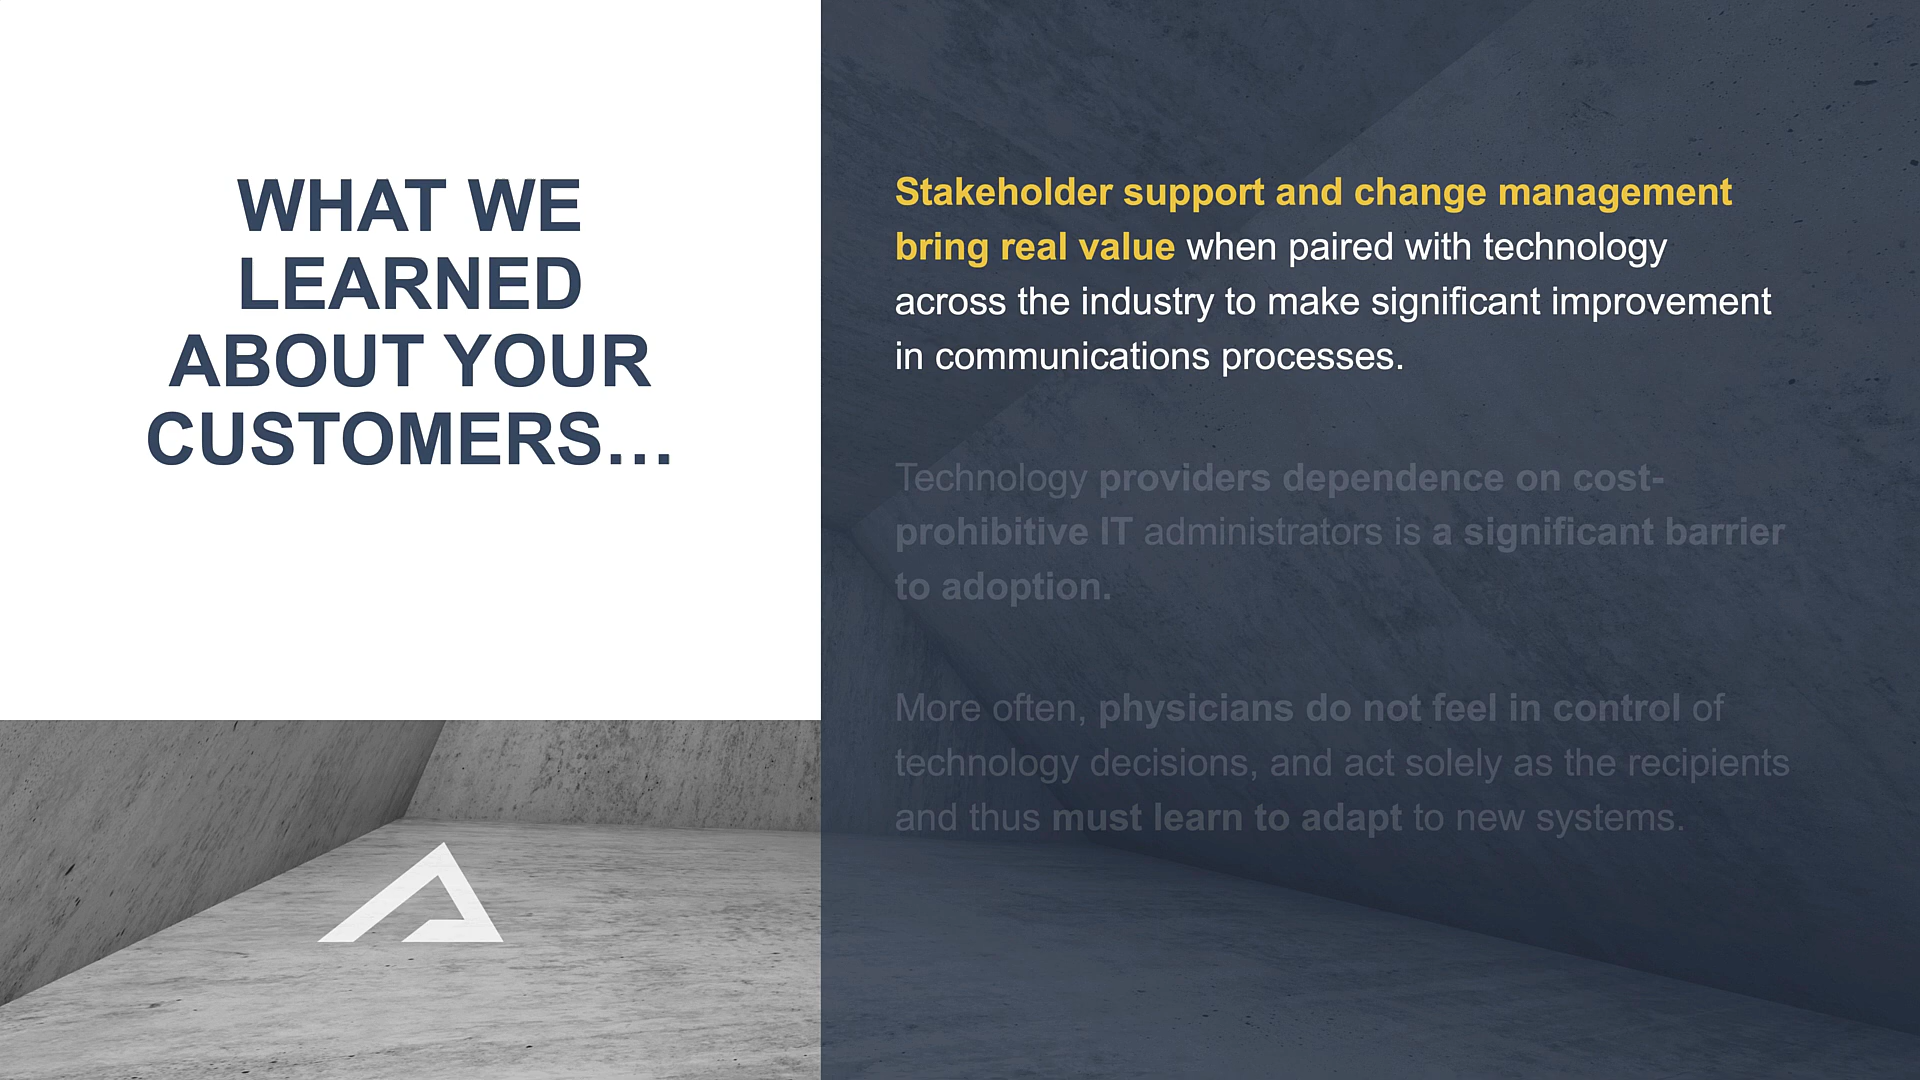 WHAT WE
LEARNED
ABOUT YOUR
CUSTOMERS…
Stakeholder support and change management
bring real value when paired with technology
across the industry to make significant improvement
in communications processes.
Technology providers dependence on cost-
prohibitive IT administrators is a significant barrier
to adoption.
More often, physicians do not feel in control of
technology decisions, and act solely as the recipients
and thus must learn to adapt to new systems.